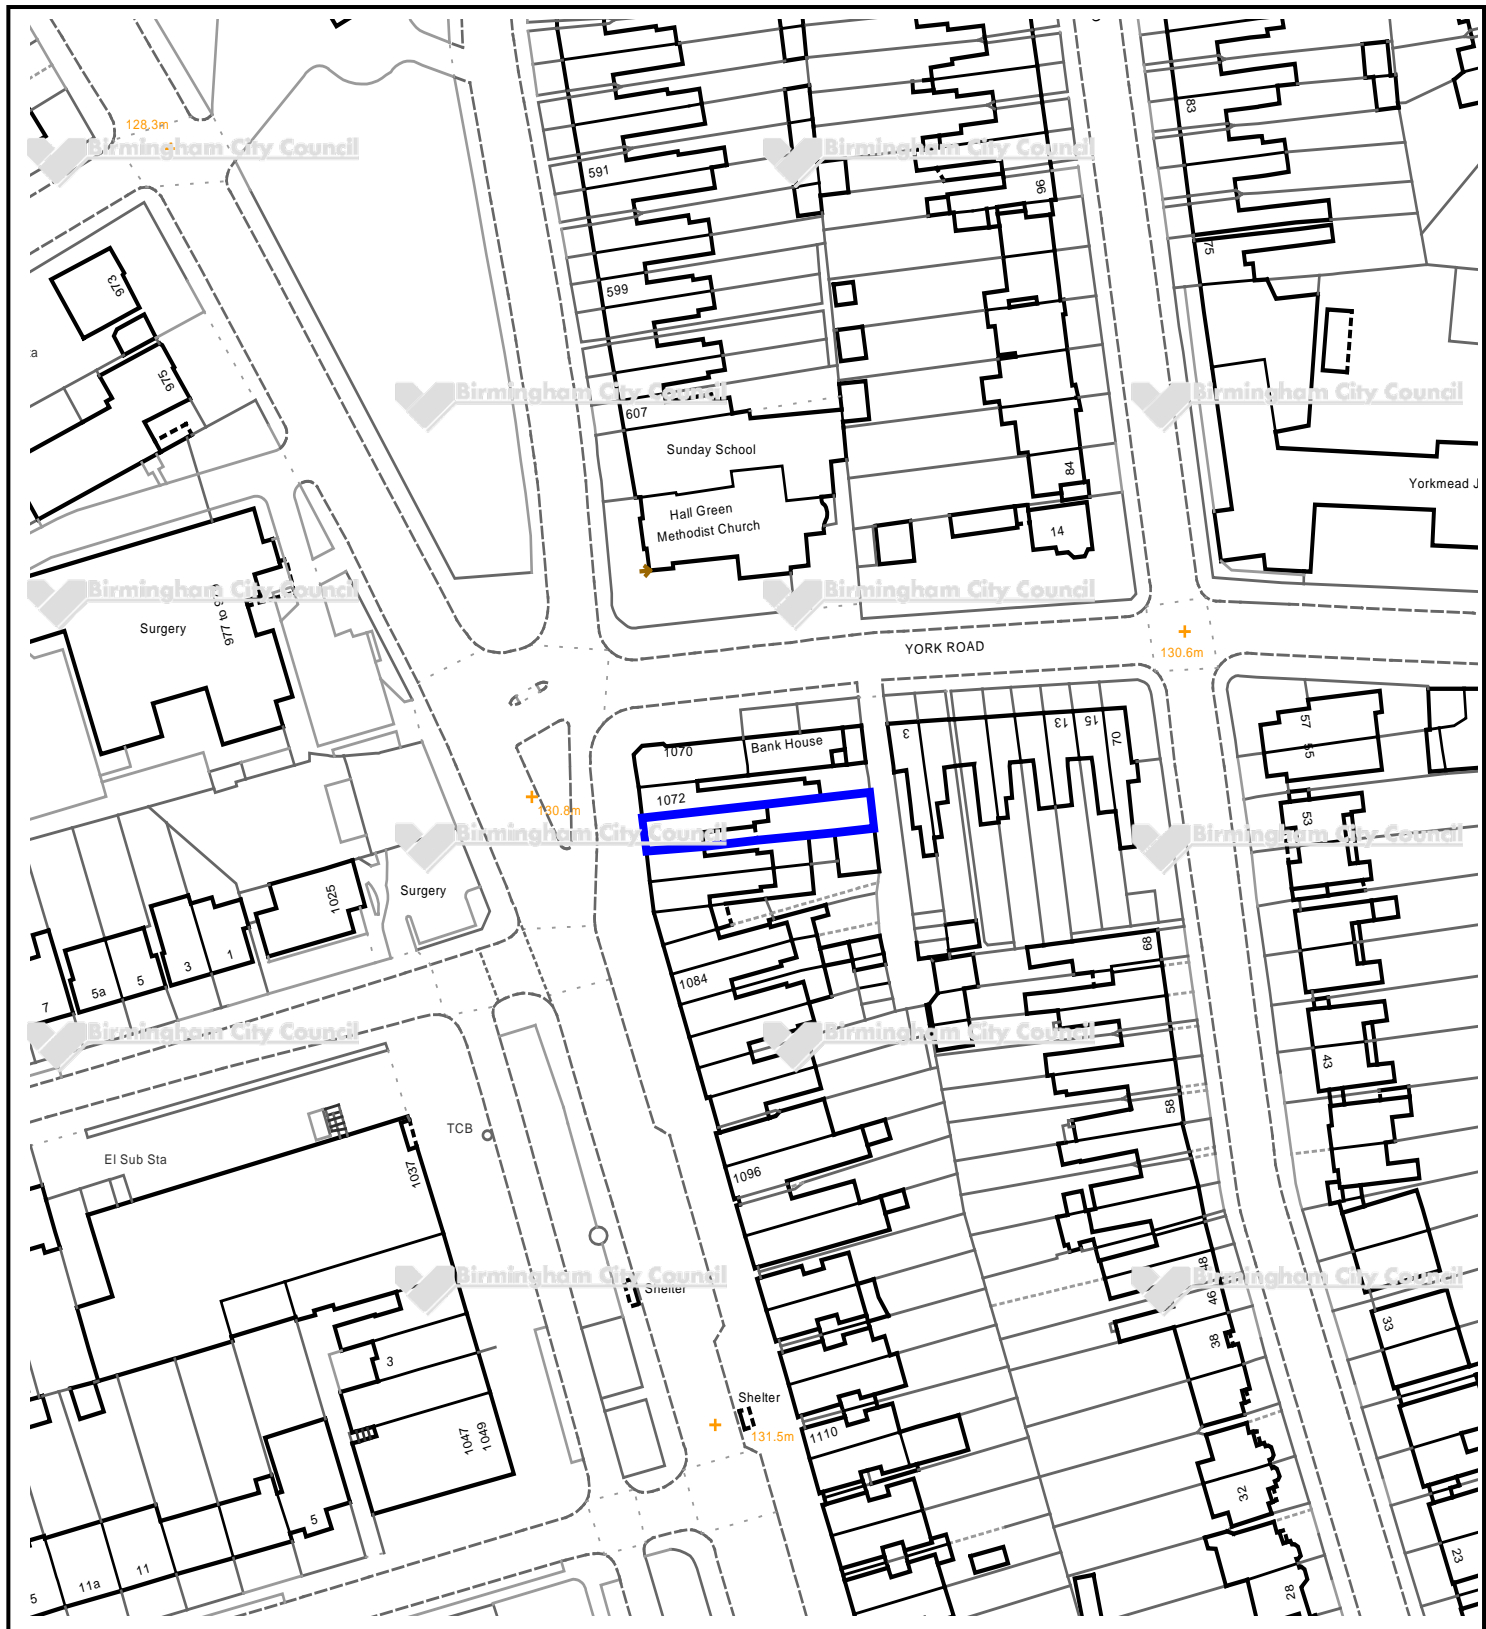 128.3m
Birmingham City Council
Birmingham City Council
83
591
96
75
973
599
975
Birmingham City Council
Birmingham City Council
607
Sunday School
84
Yorkmead J
Hall Green
Methodist Church
14
Birmingham City Council
Birmingham City Council
Surgery
YORK ROAD
130.6m
1070
Bank House
3
13
15
70
57
55
1072
130.8m
53
Birmingham City Council
Birmingham City Council
Surgery
1025
7
5a
5
3
1
1084
68
Birmingham City Council
Birmingham City Council
43
58
TCB
El Sub Sta
1037
1096
48
Birmingham City Council
Birmingham City Council
Shelter
46
38
33
3
Shelter
131.5m
1110
1047
1049
32
5
11
11a
5
23
28